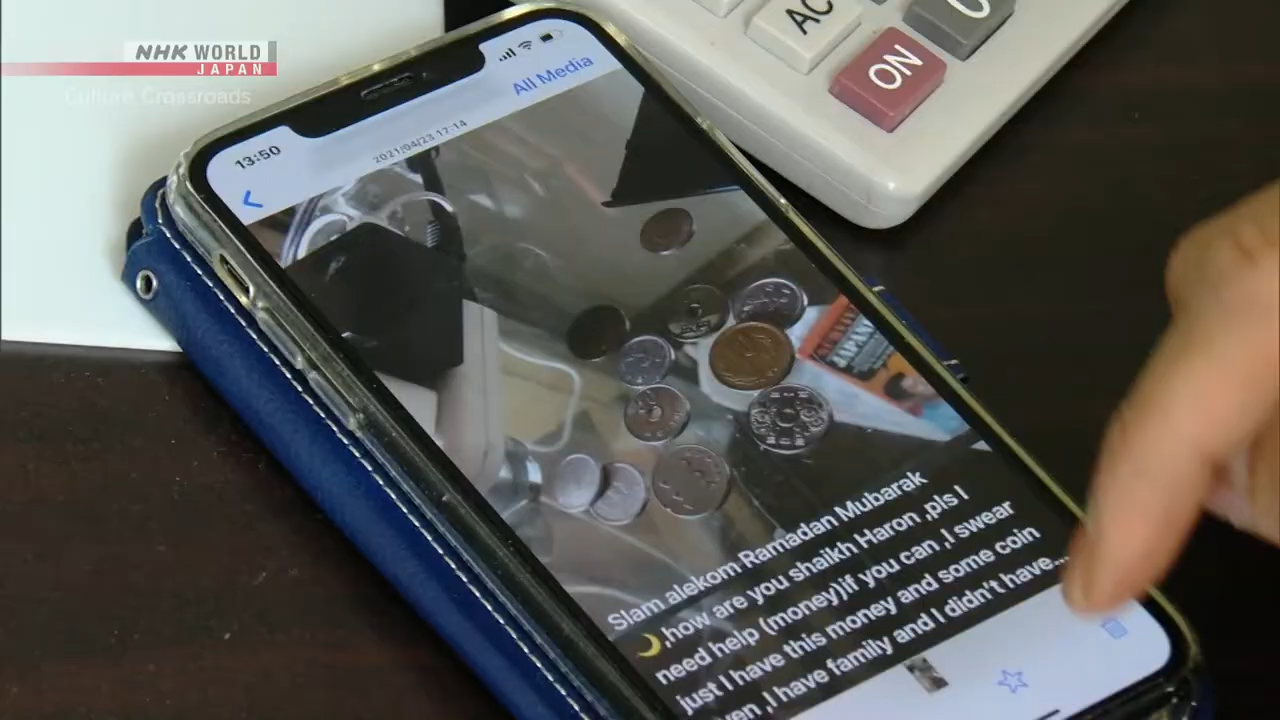 NHK WORLD
JAPAN
Culture Crossroads
AC
ON
All Media
13:50
2021/04/23 17:14
JAPAN
Slam alekom Ramadan Mubarak
🌙,how are you shaikh Haron ,pls I
need help (money)if you can ,I swear
just I have this money and some coin
,I have family and I didn't have...